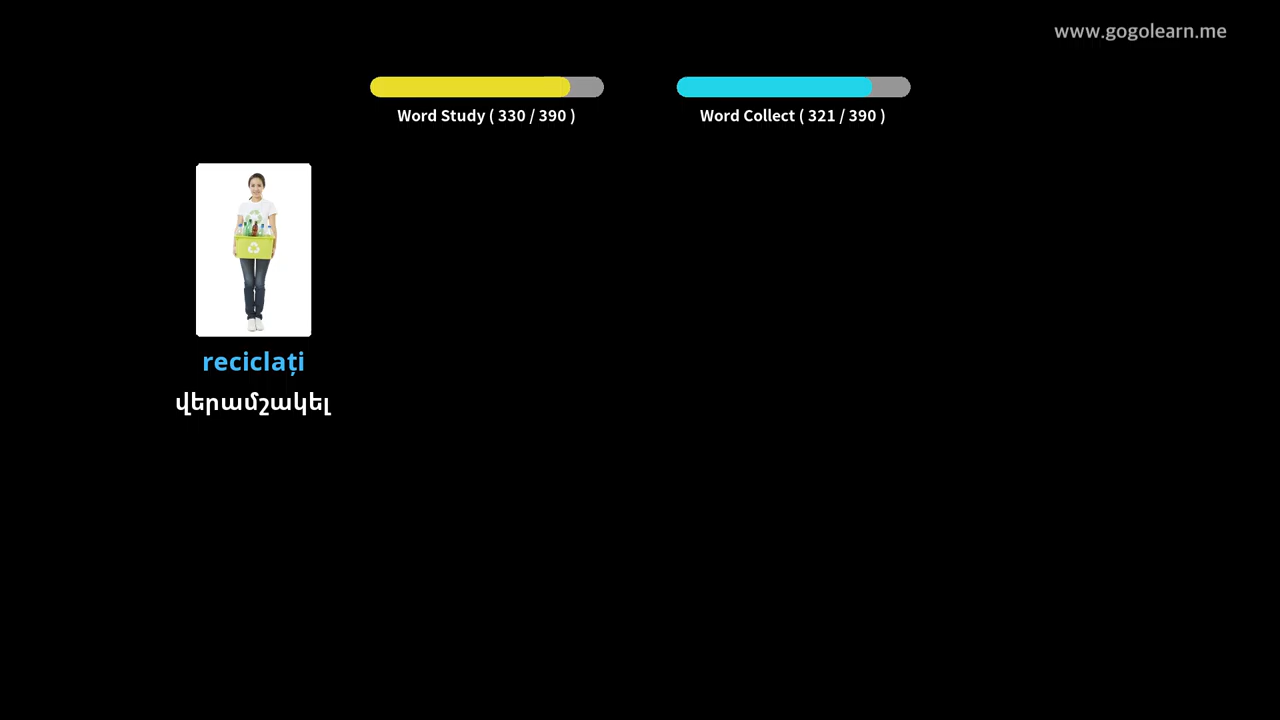 www.gogolearn.me
Word Study ( 330 / 390 )
Word Collect ( 321 / 390 )
reciclați
վերամշակել